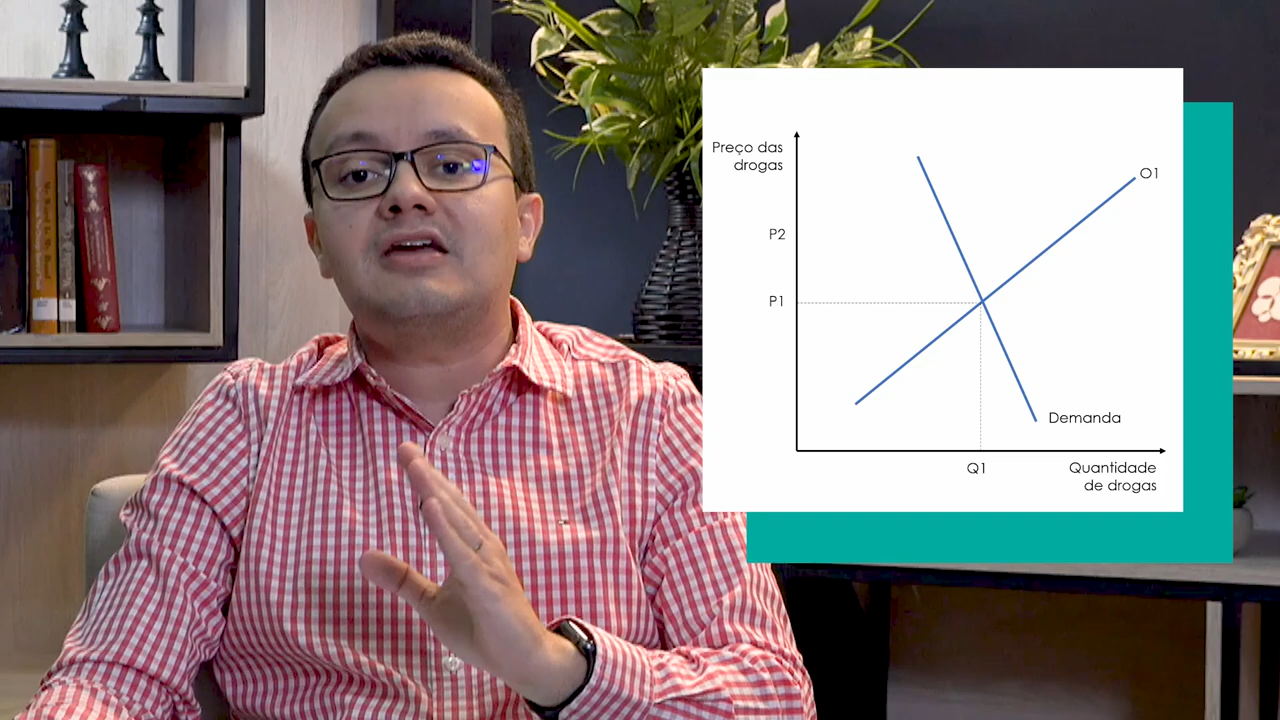 Preço das
drogas
O1
P2
P1
Demanda
Q1
Quantidade
de drogas